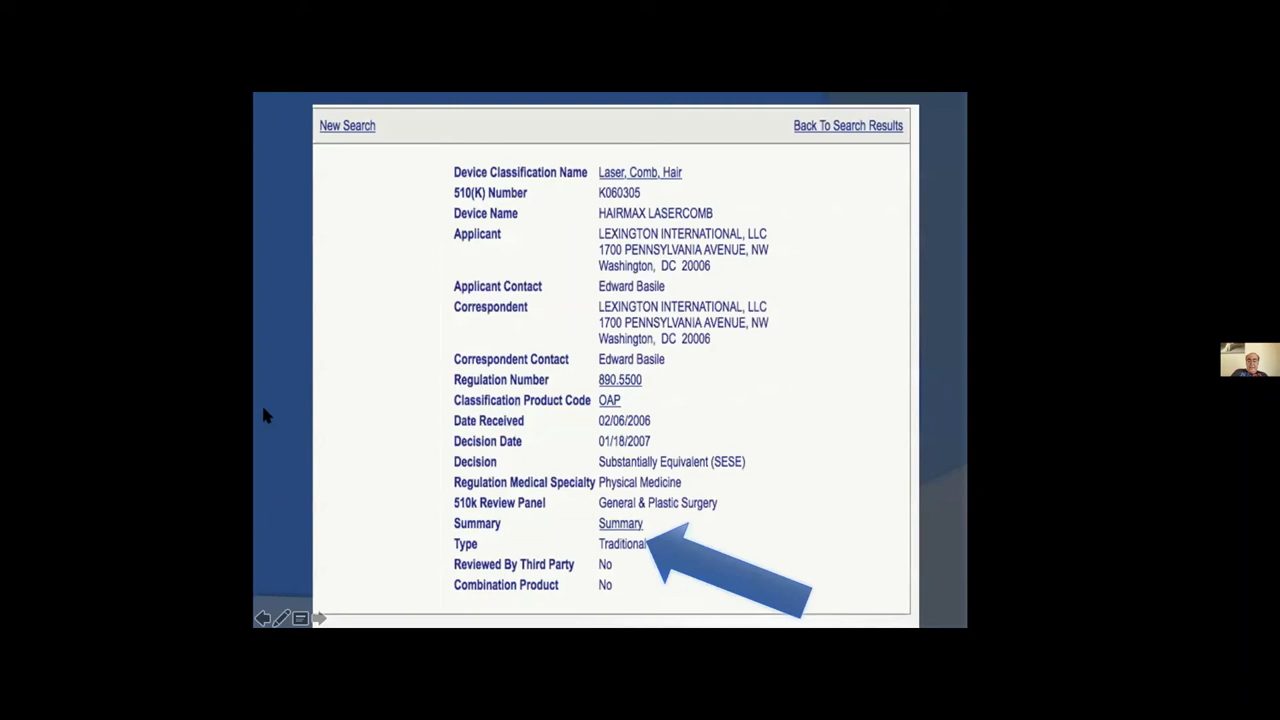 New Search Back To Search Results
Device Classification Name Laser, Comb, Hair
510(K) Number K060305
Device Name HAIRMAX LASERCOMB
Applicant LEXINGTON INTERNATIONAL, LLC
1700 PENNSYLVANIA AVENUE, NW
Washington, DC 20006
Applicant Contact Edward Basile
Correspondent LEXINGTON INTERNATIONAL, LLC
1700 PENNSYLVANIA AVENUE, NW
Washington, DC 20006
Correspondent Contact Edward Basile
Regulation Number 890.5500
Classification Product Code OAP
Date Received 02/06/2006
Decision Date 01/18/2007
Decision Substantially Equivalent (SESE)
Regulation Medical Specialty Physical Medicine
510k Review Panel General & Plastic Surgery
Summary Summary
Type Traditional
Reviewed By Third Party No
Combination Product No